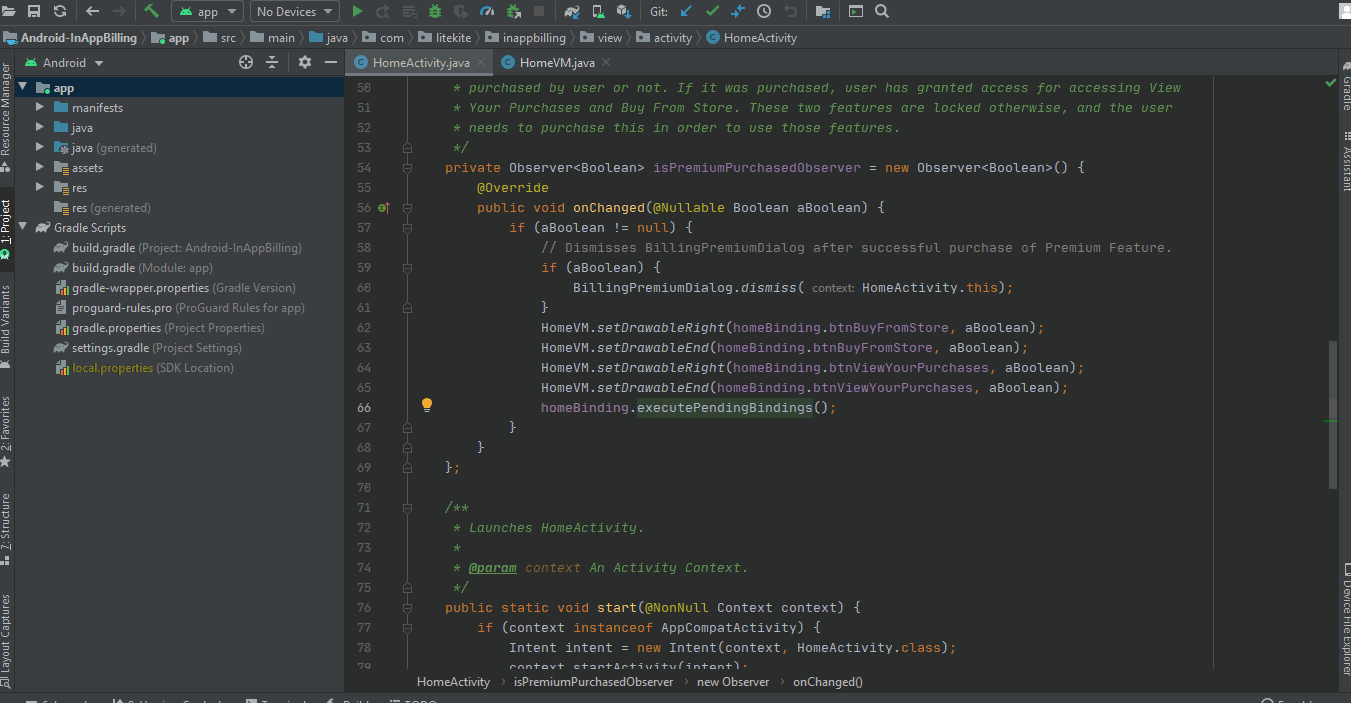 app No Devices Git:
Android-InAppBilling app src main java com litekite inappbilling view activity HomeActivity
Android
HomeActivity.java HomeVM.java
Resource Manager
1: Project
Build Variants
2: Favorites
7: Structure
Layout Captures
app
manifests
java
java (generated)
assets
res
res (generated)
Gradle Scripts
build.gradle (Project: Android-InAppBilling)
build.gradle (Module: app)
gradle-wrapper.properties (Gradle Version)
proguard-rules.pro (ProGuard Rules for app)
gradle.properties (Project Properties)
settings.gradle (Project Settings)
local.properties (SDK Location)
50 * purchased by user or not. If it was purchased, user has granted access for accessing View
51 * Your Purchases and Buy From Store. These two features are locked otherwise, and the user
52 * needs to purchase this in order to use those features.
53 */
54 private Observer<Boolean> isPremiumPurchasedObserver = new Observer<Boolean>() {
55 @Override
56 public void onChanged(@Nullable Boolean aBoolean) {
57 if (aBoolean != null) {
58 // Dismisses BillingPremiumDialog after successful purchase of Premium Feature.
59 if (aBoolean) {
60 BillingPremiumDialog.dismiss( context: HomeActivity.this);
61 }
62 HomeVM.setDrawableRight(homeBinding.btnBuyFromStore, aBoolean);
63 HomeVM.setDrawableEnd(homeBinding.btnBuyFromStore, aBoolean);
64 HomeVM.setDrawableRight(homeBinding.btnViewYourPurchases, aBoolean);
65 HomeVM.setDrawableEnd(homeBinding.btnViewYourPurchases, aBoolean);
66 homeBinding.executePendingBindings();
67 }
68 }
69 };
70
71 /**
72 * Launches HomeActivity.
73 *
74 * @param context An Activity Context.
75 */
76 public static void start(@NonNull Context context) {
77 if (context instanceof AppCompatActivity) {
78 Intent intent = new Intent(context, HomeActivity.class);
79 context.startActivity(intent);
HomeActivity isPremiumPurchasedObserver new Observer onChanged()
Gradle
Assistant
Device File Explorer
TODO